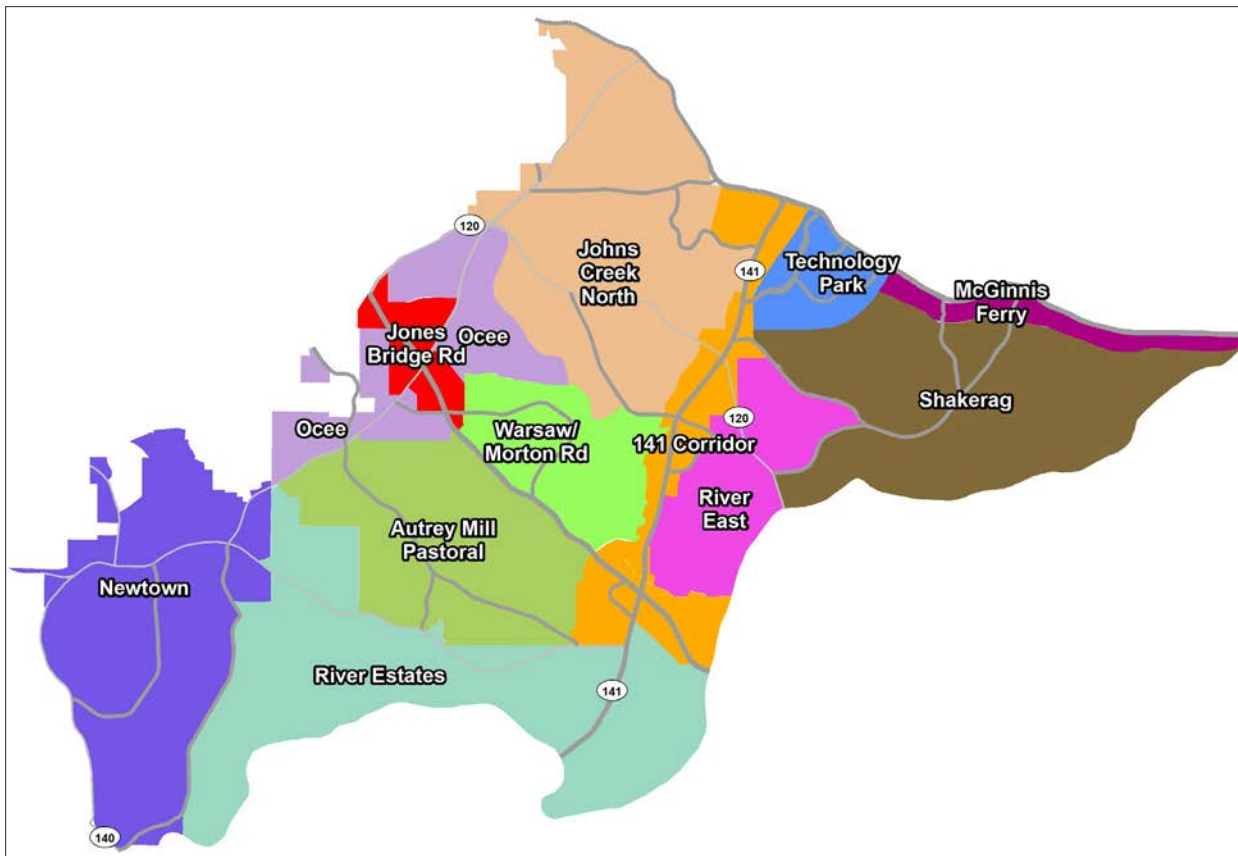 120
Johns
Creek
North
141
Technology
Park
McGinnis
Ferry
Jones
Bridge Rd
Ocee
Shakerag
Ocee
Warsaw/
Morton Rd
141 Corridor
120
River
East
Autrey Mill
Pastoral
Newtown
River Estates
141
140